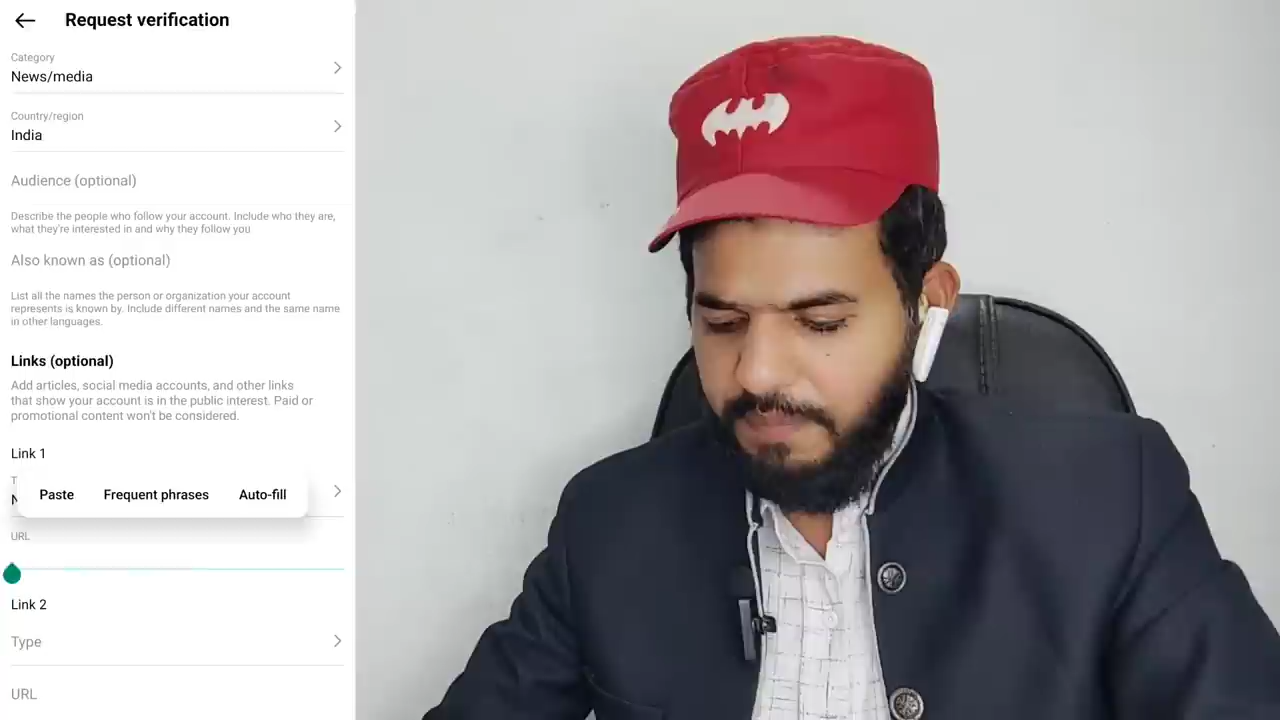 Request verification
Category
News/media
Country/region
India
Audience (optional)
Describe the people who follow your account. Include who they are,
what they're interested in and why they follow you
Also known as (optional)
List all the names the person or organization your account
represents is known by. Include different names and the same name
in other languages.
Links (optional)
Add articles, social media accounts, and other links
that show your account is in the public interest. Paid or
promotional content won't be considered.
Link 1
Paste Frequent phrases Auto-fill
URL
Link 2
Type
URL